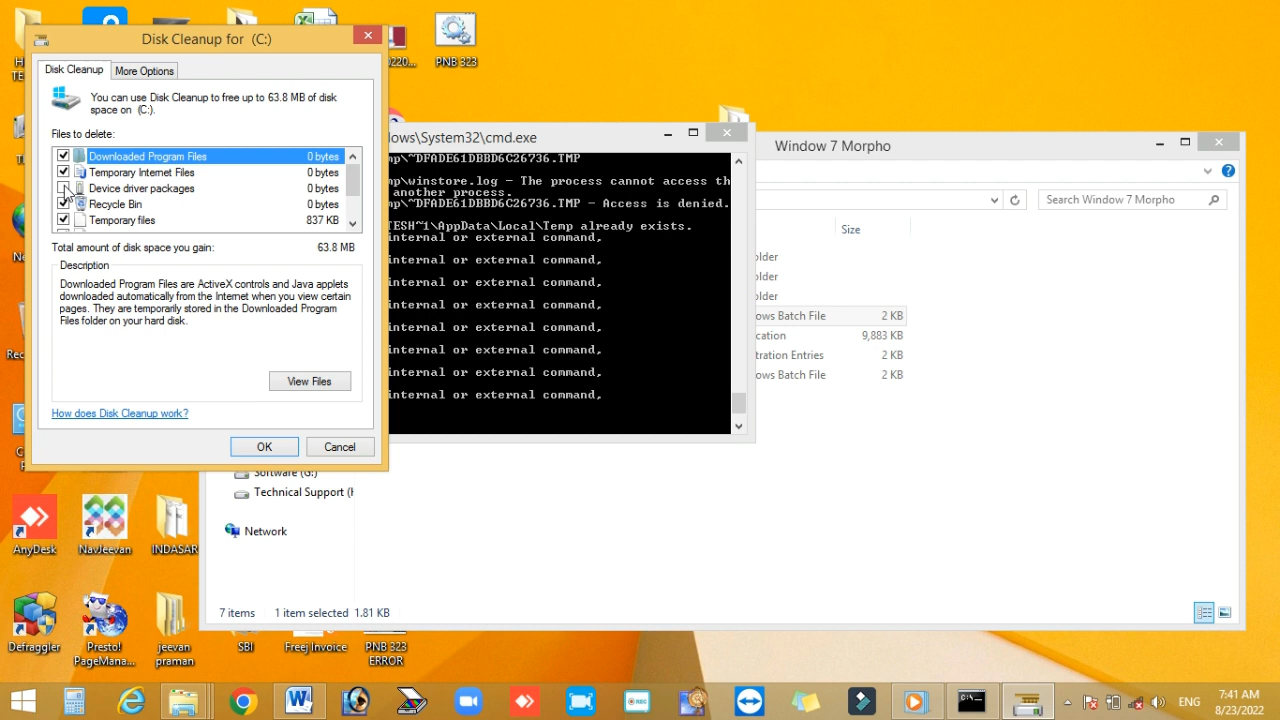 PNB 323
Disk Cleanup for (C:)
Disk Cleanup
More Options
You can use Disk Cleanup to free up to 63.8 MB of disk
space on (C:).
Files to delete:
Downloaded Program Files 0 bytes
Temporary Internet Files 0 bytes
Device driver packages 0 bytes
Recycle Bin 0 bytes
Temporary files 837 KB
Total amount of disk space you gain: 63.8 MB
Description
Downloaded Program Files are ActiveX controls and Java applets
downloaded automatically from the Internet when you view certain
pages. They are temporarily stored in the Downloaded Program
Files folder on your hard disk.
View Files
How does Disk Cleanup work?
OK
Cancel
lows\System32\cmd.exe
mp\~DFADE61DBBD6C26736.TMP
mp\winstore.log - The process cannot access th
another process.
mp\~DFADE61DBBD6C26736.TMP - Access is denied.
TESH~1\AppData\Local\Temp already exists.
internal or external command,
internal or external command,
internal or external command,
internal or external command,
internal or external command,
internal or external command,
internal or external command,
internal or external command,
Window 7 Morpho
Search Window 7 Morpho
Size
older
older
older
ows Batch File 2 KB
cation 9,883 KB
tration Entries 2 KB
ows Batch File 2 KB
Software (G:)
Technical Support (H
Network
7 items 1 item selected 1.81 KB
AnyDesk
NavJeevan
INDASAR
Defraggler
Presto!
PageMana...
jeevan
praman
SBI
Freej Invoice
PNB 323
ERROR
REC
ENG
7:41 AM
8/23/2022